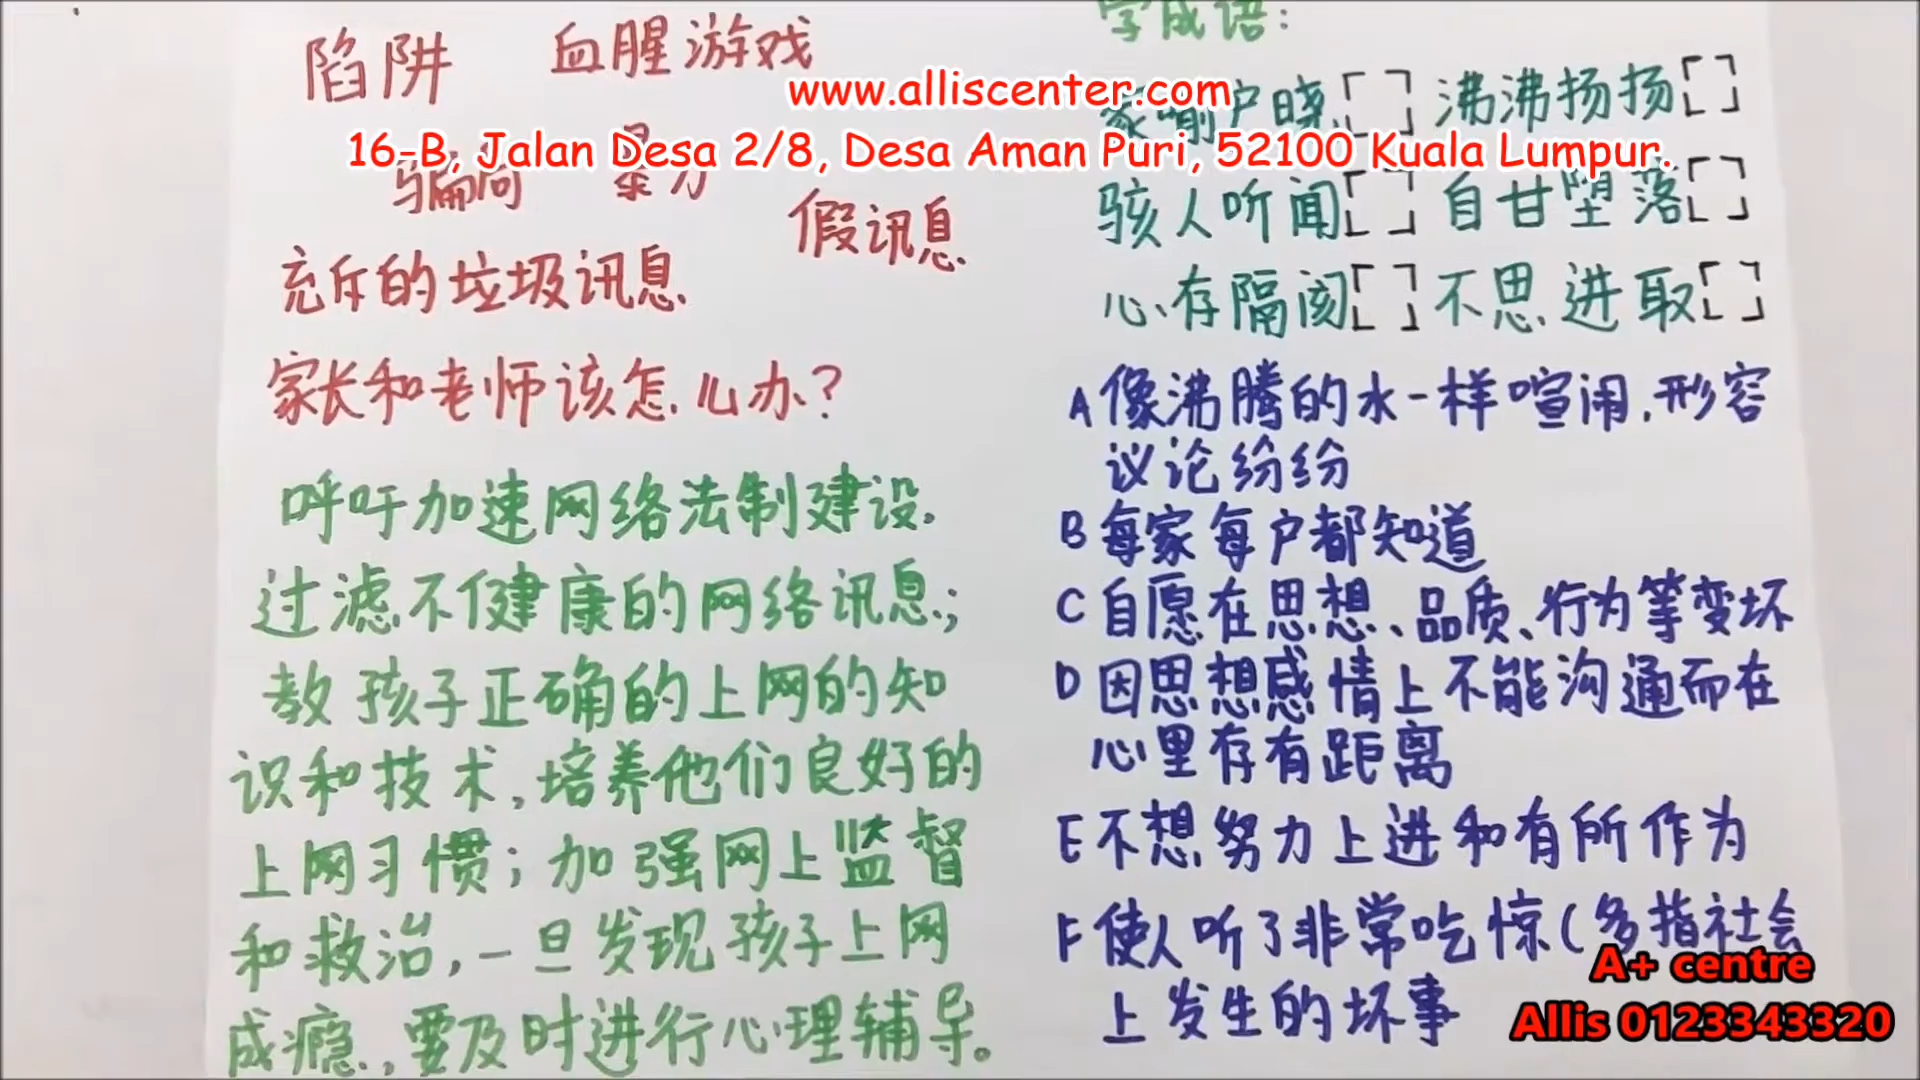 陷阱 血腥游戏
www.alliscenter.com
16-B, Jalan Desa 2/8, Desa Aman Puri, 52100 Kuala Lumpur.
骗局 暴力
假讯息
充斥的垃圾讯息
家长和老师该怎么办?
呼吁加速网络法制建设,
过滤不健康的网络讯息;
教孩子正确的上网的知
识和技术,培养他们良好的
上网习惯;加强网上监督
和救治,一旦发现孩子上网
成瘾,要及时进行心理辅导。
学成语:
家喻户晓[ ] 沸沸扬扬[ ]
骇人听闻[ ] 自甘堕落[ ]
心存隔阂[ ] 不思进取[ ]
A 像沸腾的水一样喧闹,形容
议论纷纷
B 每家每户都知道
C 自愿在思想、品质、行为等变坏
D 因思想感情上不能沟通而在
心里存有距离
E 不想努力上进和有所作为
F 使人听了非常吃惊(多指社会
上发生的坏事
A+ centre
Allis 0123343320